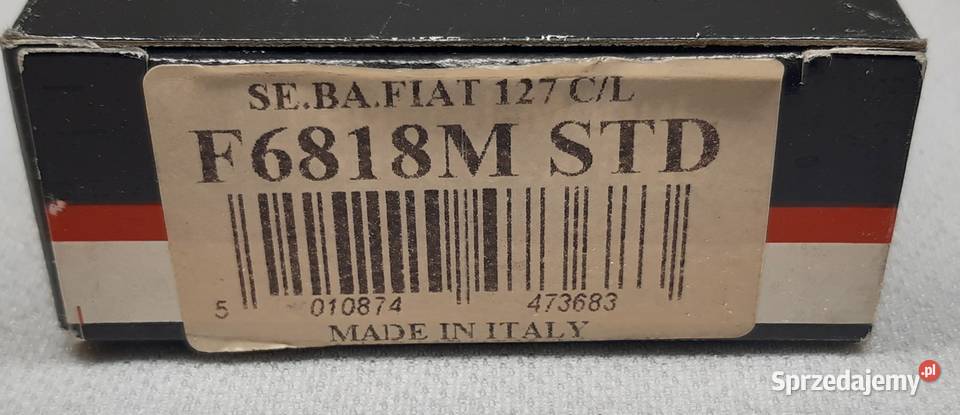 SE.BA.FIAT 127 C/L
F6818M STD
5 010874 473683
MADE IN ITALY
Sprzedajemy.pl